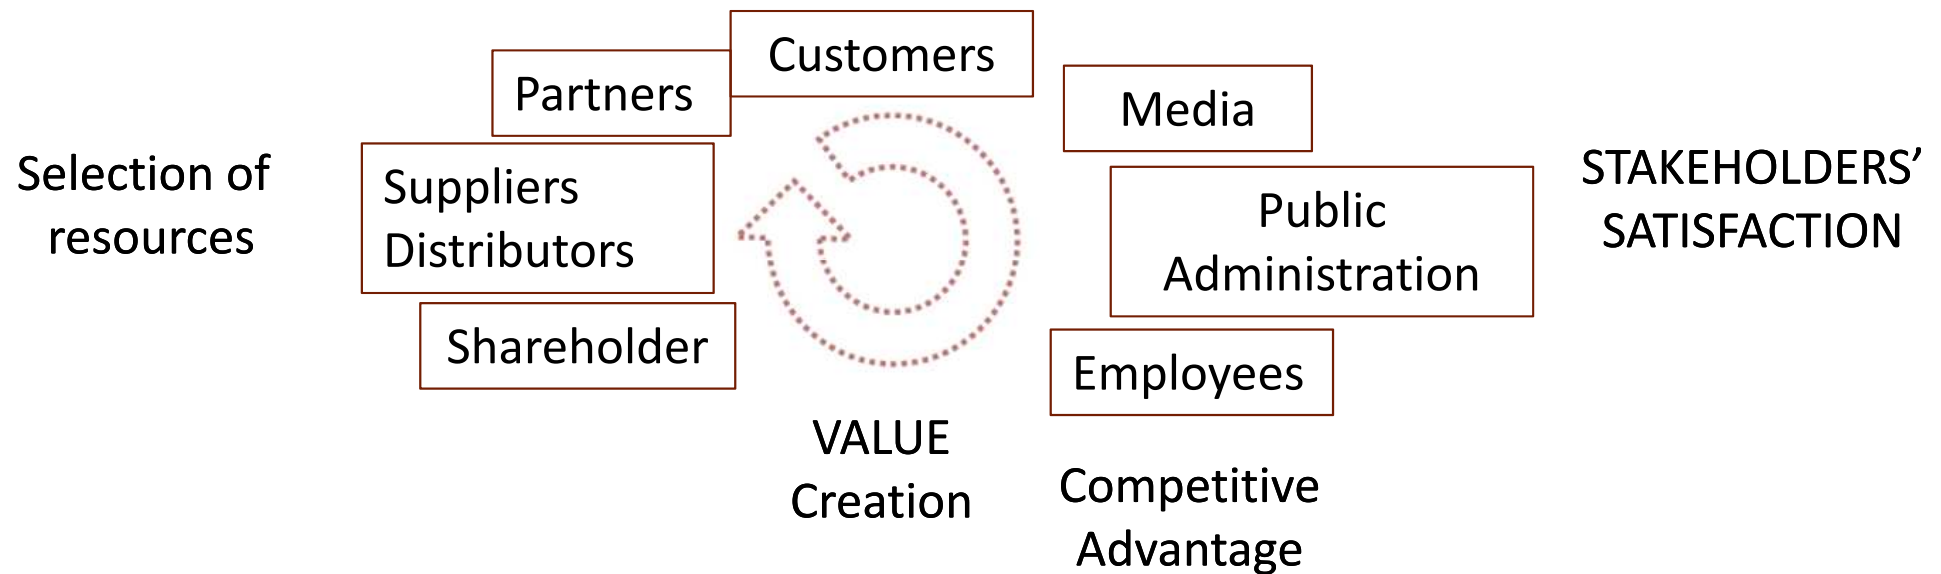 Customers
Partners
Media
Selection of
resources
Suppliers
Distributors
Public
Administration
STAKEHOLDERS’
SATISFACTION
Shareholder
Employees
VALUE
Creation
Competitive
Advantage